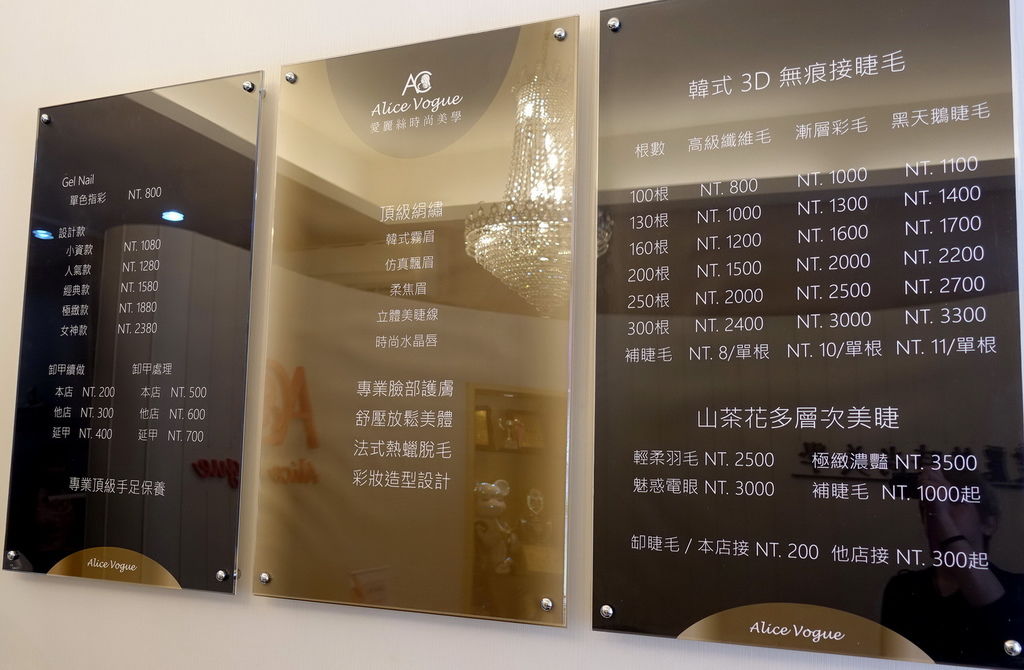 Gel Nail
單色指彩 NT. 800
設計款
小資款 NT. 1080
人氣款 NT. 1280
經典款 NT. 1580
極緻款 NT. 1880
女神款 NT. 2380
卸甲續做 卸甲處理
本店 NT. 200 本店 NT. 500
他店 NT. 300 他店 NT. 600
延甲 NT. 400 延甲 NT. 700
專業頂級手足保養
Alice Vogue
AC
Alice Vogue
愛麗絲時尚美學
頂級絹繡
韓式霧眉
仿真飄眉
柔焦眉
立體美睫線
時尚水晶唇
專業臉部護膚
舒壓放鬆美體
法式熱蠟脫毛
彩妝造型設計
韓式 3D 無痕接睫毛
根數 高級纖維毛 漸層彩毛 黑天鵝睫毛
100根 NT. 800 NT. 1000 NT. 1100
130根 NT. 1000 NT. 1300 NT. 1400
160根 NT. 1200 NT. 1600 NT. 1700
200根 NT. 1500 NT. 2000 NT. 2200
250根 NT. 2000 NT. 2500 NT. 2700
300根 NT. 2400 NT. 3000 NT. 3300
補睫毛 NT. 8/單根 NT. 10/單根 NT. 11/單根
山茶花多層次美睫
輕柔羽毛 NT. 2500 極緻濃豔 NT. 3500
魅惑電眼 NT. 3000 補睫毛 NT. 1000起
卸睫毛 / 本店接 NT. 200 他店接 NT. 300起
Alice Vogue